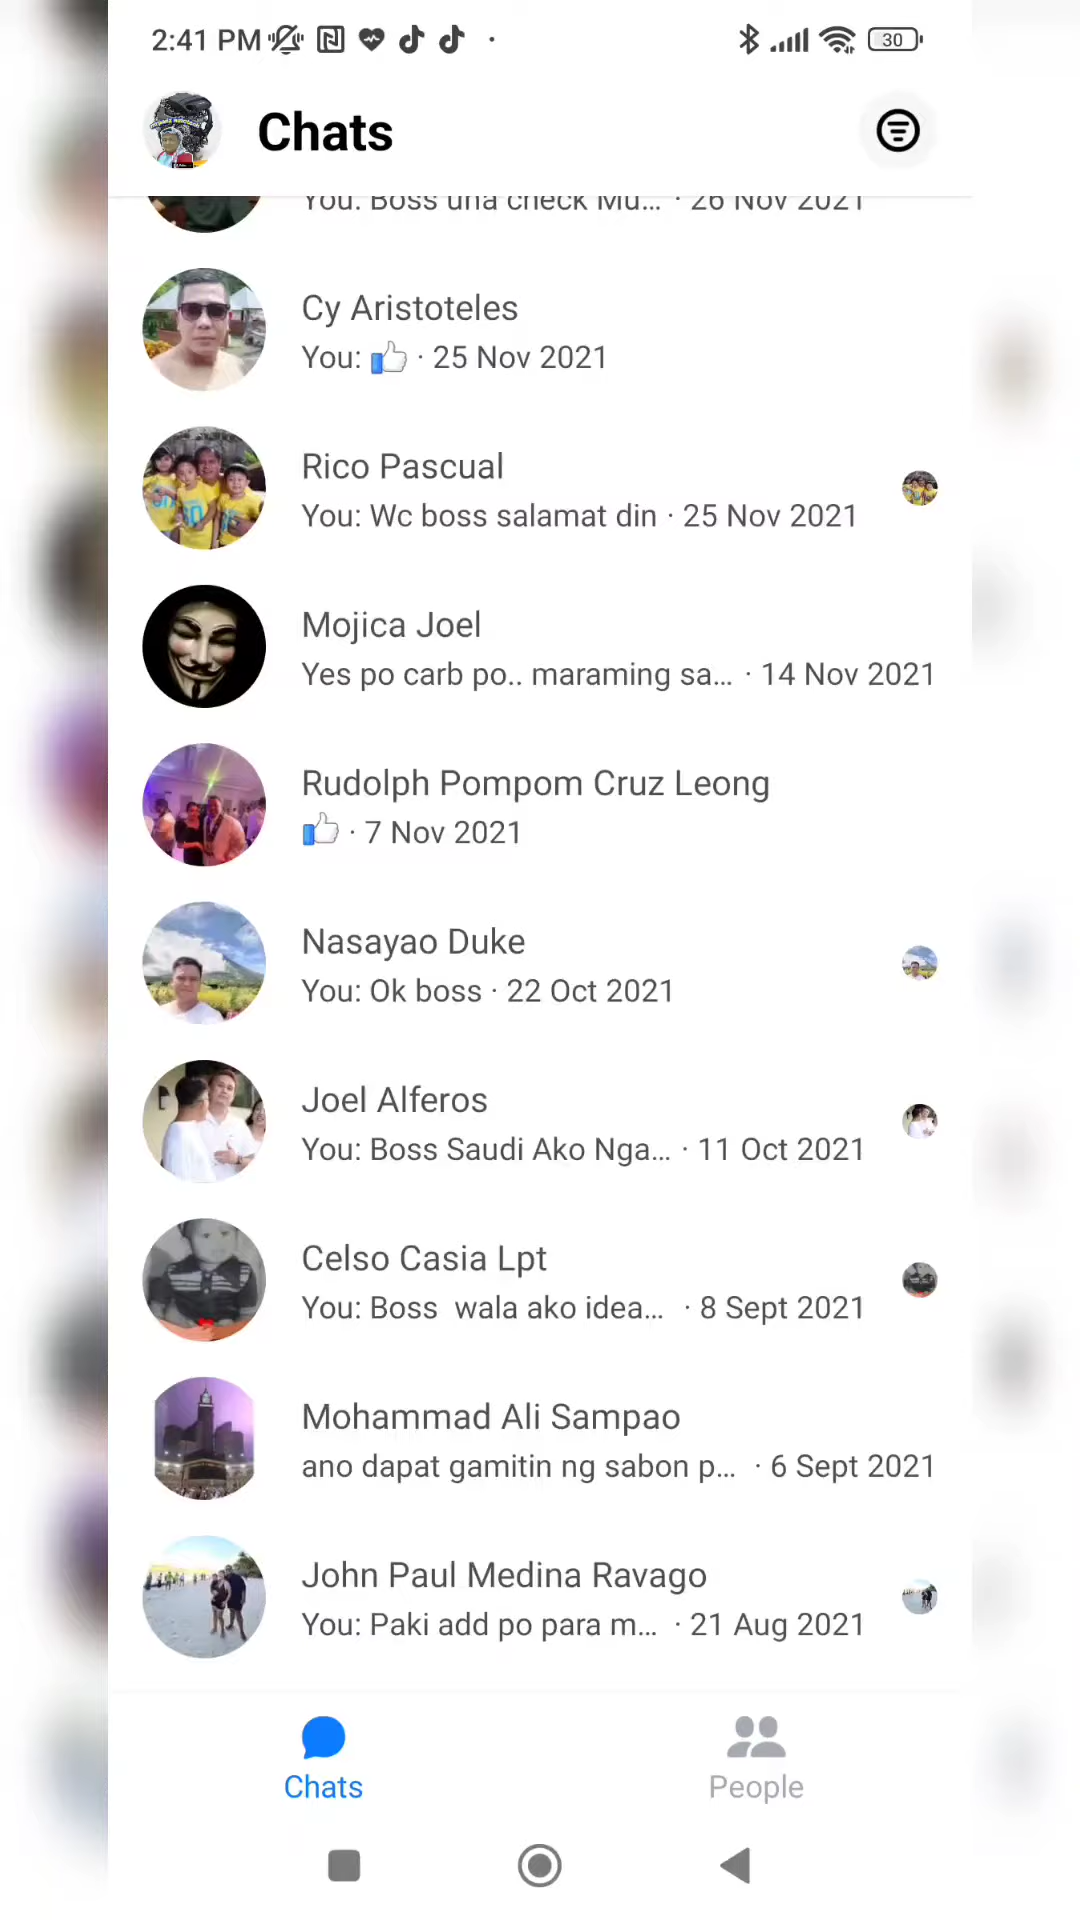 2:41 PM
30
Chats
You: Boss una check Mu... · 26 Nov 2021
Cy Aristoteles
You: 👍 · 25 Nov 2021
Rico Pascual
You: Wc boss salamat din · 25 Nov 2021
Mojica Joel
Yes po carb po.. maraming sa... · 14 Nov 2021
Rudolph Pompom Cruz Leong
👍 · 7 Nov 2021
Nasayao Duke
You: Ok boss · 22 Oct 2021
Joel Alferos
You: Boss Saudi Ako Nga... · 11 Oct 2021
Celso Casia Lpt
You: Boss  wala ako idea... · 8 Sept 2021
Mohammad Ali Sampao
ano dapat gamitin ng sabon p... · 6 Sept 2021
John Paul Medina Ravago
You: Paki add po para m... · 21 Aug 2021
Chats
People